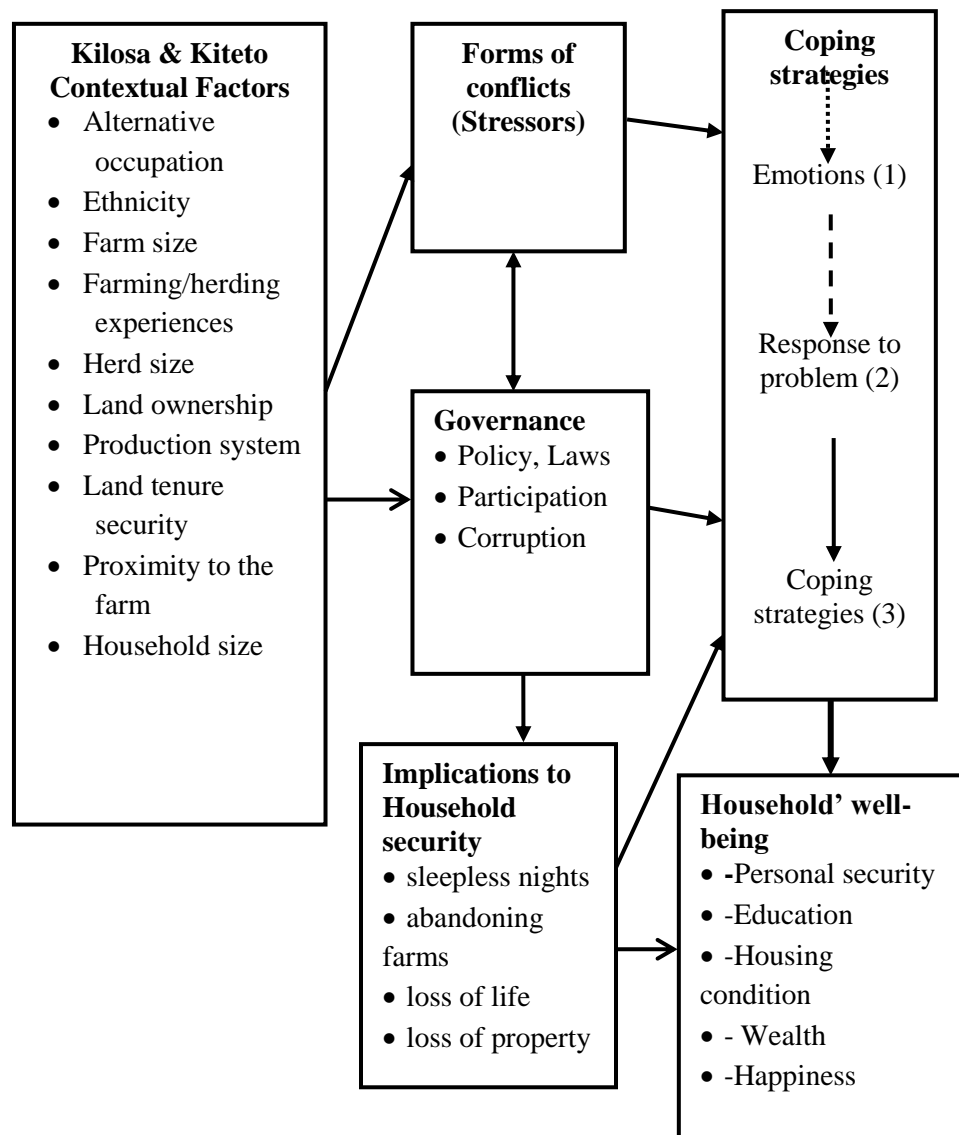 Kilosa & Kiteto
Contextual Factors
• Alternative
occupation
• Ethnicity
• Farm size
• Farming/herding
experiences
• Herd size
• Land ownership
• Production system
• Land tenure
security
• Proximity to the
farm
• Household size
Forms of
conflicts
(Stressors)
Governance
• Policy, Laws
• Participation
• Corruption
Implications to
Household
security
• sleepless nights
• abandoning
farms
• loss of life
• loss of property
Coping
strategies
Emotions (1)
Response to
problem (2)
Coping
strategies (3)
Household’ well-
being
• -Personal security
• -Education
• -Housing
condition
• - Wealth
• -Happiness